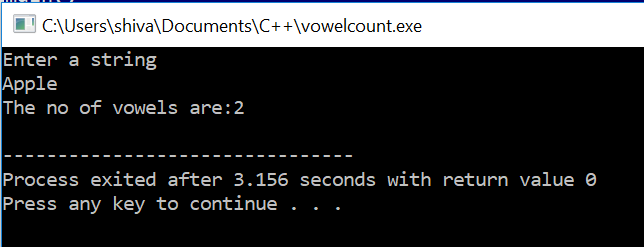 C:\Users\shiva\Documents\C++\vowelcount.exe
Enter a string
Apple
The no of vowels are:2
--------------------------------
Process exited after 3.156 seconds with return value 0
Press any key to continue . . .